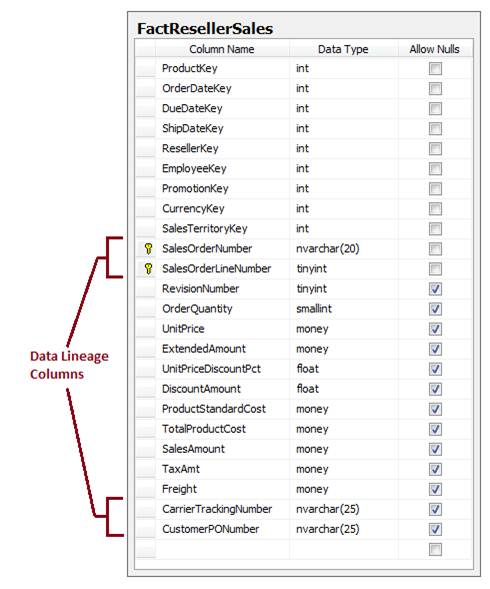 FactResellerSales
Column Name Data Type Allow Nulls
ProductKey int
OrderDateKey int
DueDateKey int
ShipDateKey int
ResellerKey int
EmployeeKey int
PromotionKey int
CurrencyKey int
SalesTerritoryKey int
SalesOrderNumber nvarchar(20)
SalesOrderLineNumber tinyint
RevisionNumber tinyint
OrderQuantity smallint
UnitPrice money
ExtendedAmount money
UnitPriceDiscountPct float
DiscountAmount float
ProductStandardCost money
TotalProductCost money
SalesAmount money
TaxAmt money
Freight money
CarrierTrackingNumber nvarchar(25)
CustomerPONumber nvarchar(25)
Data Lineage
Columns